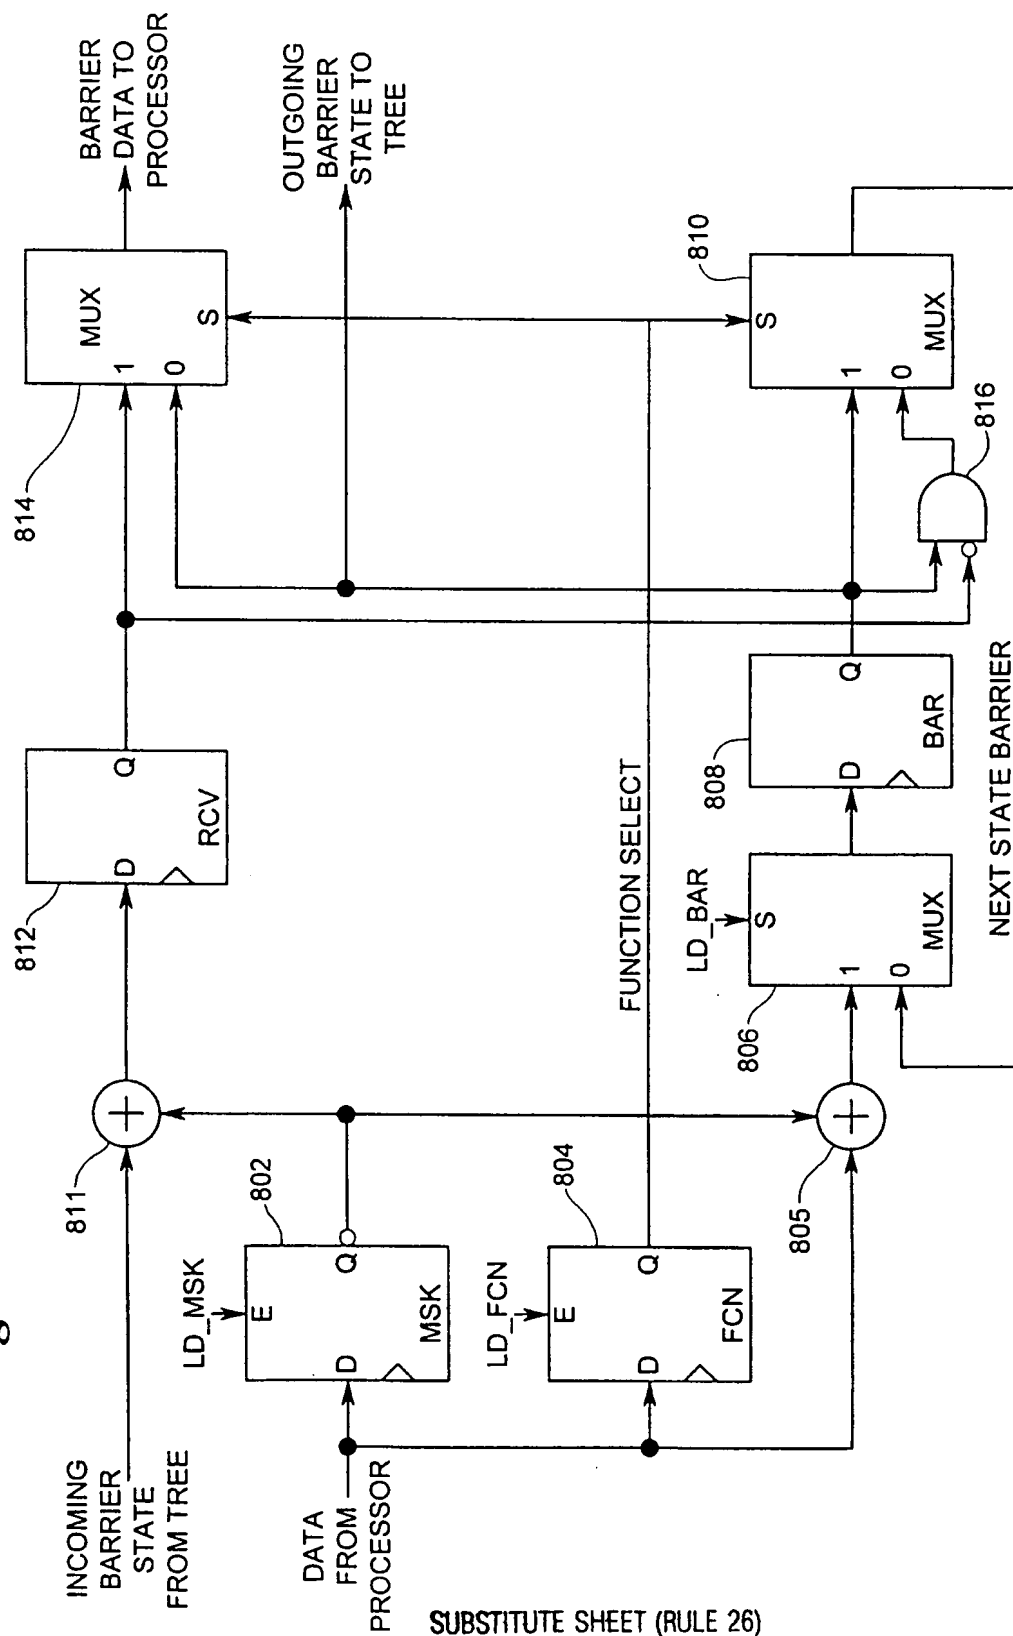 INCOMING
BARRIER
STATE
FROM TREE
811
D
Q
RCV
812
1
0
MUX
S
814
BARRIER
DATA TO
PROCESSOR
OUTGOING
BARRIER
STATE TO
TREE
DATA
FROM
PROCESSOR
LD_MSK
E
D
Q
MSK
802
LD_FCN
E
D
Q
FCN
804
FUNCTION SELECT
805
LD_BAR
S
1
0
MUX
806
D
Q
BAR
808
S
1
0
MUX
810
816
NEXT STATE BARRIER
SUBSTITUTE SHEET (RULE 26)